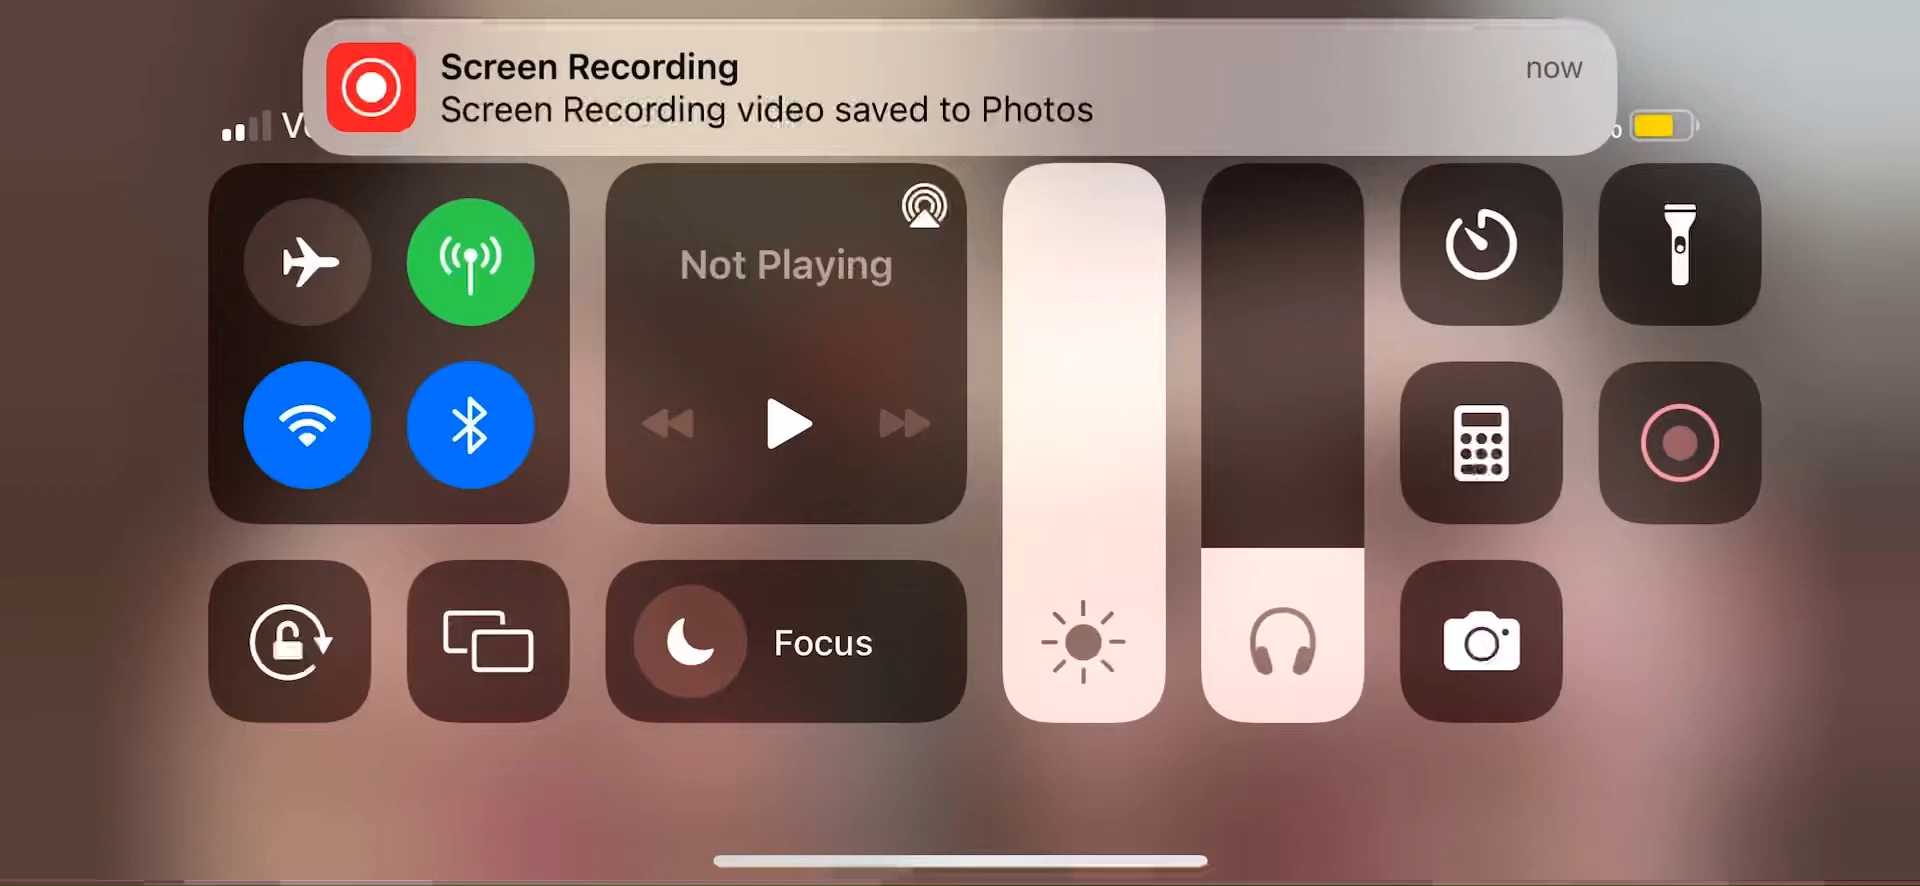 Screen Recording
now
Screen Recording video saved to Photos
Not Playing
Focus